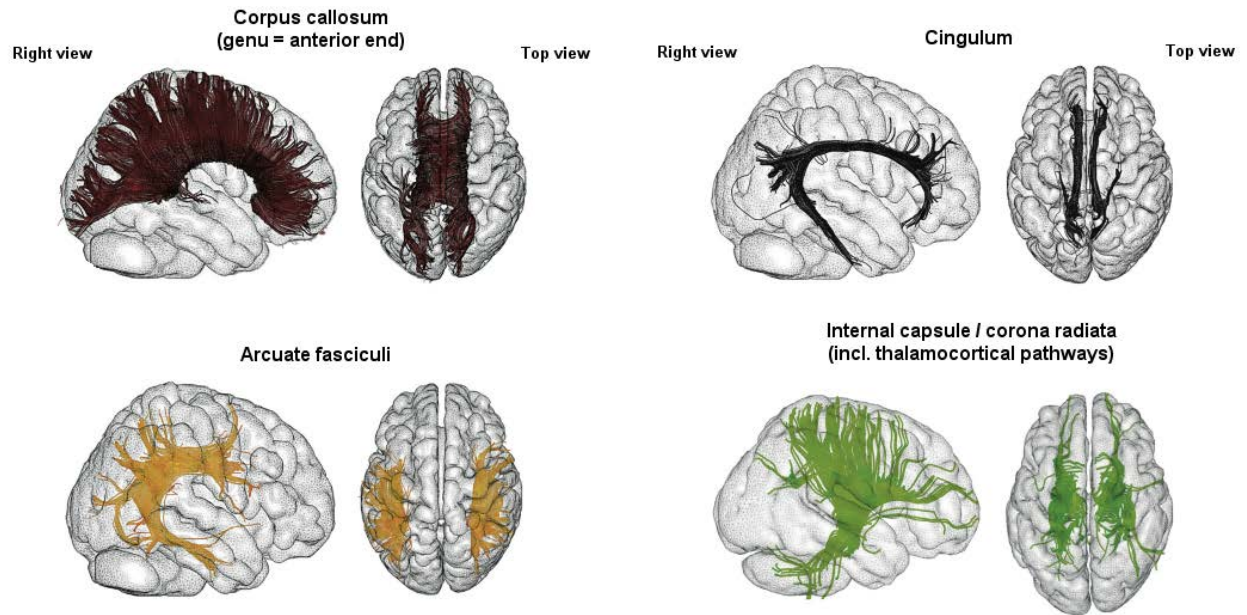 Corpus callosum
(genu = anterior end)
Right view
Top view
Cingulum
Right view
Top view
Arcuate fasciculi
Internal capsule / corona radiata
(incl. thalamocortical pathways)